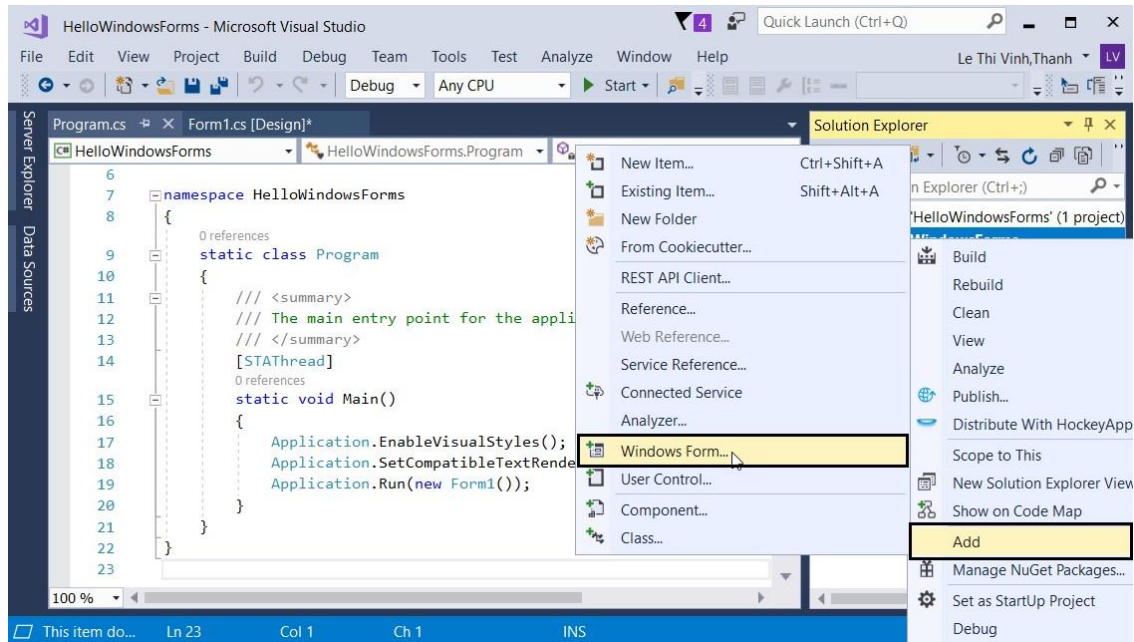 HelloWindowsForms - Microsoft Visual Studio
4
Quick Launch (Ctrl+Q)
File Edit View Project Build Debug Team Tools Test Analyze Window Help
Le Thi Vinh,Thanh LV
Debug Any CPU Start
Server Explorer
Data Sources
Program.cs Form1.cs [Design]*
C# HelloWindowsForms HelloWindowsForms.Program
6
7 namespace HelloWindowsForms
8 {
0 references
9 static class Program
10 {
11 /// <summary>
12 /// The main entry point for the appli
13 /// </summary>
14 [STAThread]
0 references
15 static void Main()
16 {
17 Application.EnableVisualStyles();
18 Application.SetCompatibleTextRende
19 Application.Run(new Form1());
20 }
21 }
22 }
23
100 %
New Item... Ctrl+Shift+A
Existing Item... Shift+Alt+A
New Folder
From Cookiecutter...
REST API Client...
Reference...
Web Reference...
Service Reference...
Connected Service
Analyzer...
Windows Form...
User Control...
Component...
Class...
Solution Explorer
n Explorer (Ctrl+;)
'HelloWindowsForms' (1 project)
Build
Rebuild
Clean
View
Analyze
Publish...
Distribute With HockeyApp
Scope to This
New Solution Explorer View
Show on Code Map
Add
Manage NuGet Packages...
Set as StartUp Project
Debug
This item do... Ln 23 Col 1 Ch 1 INS